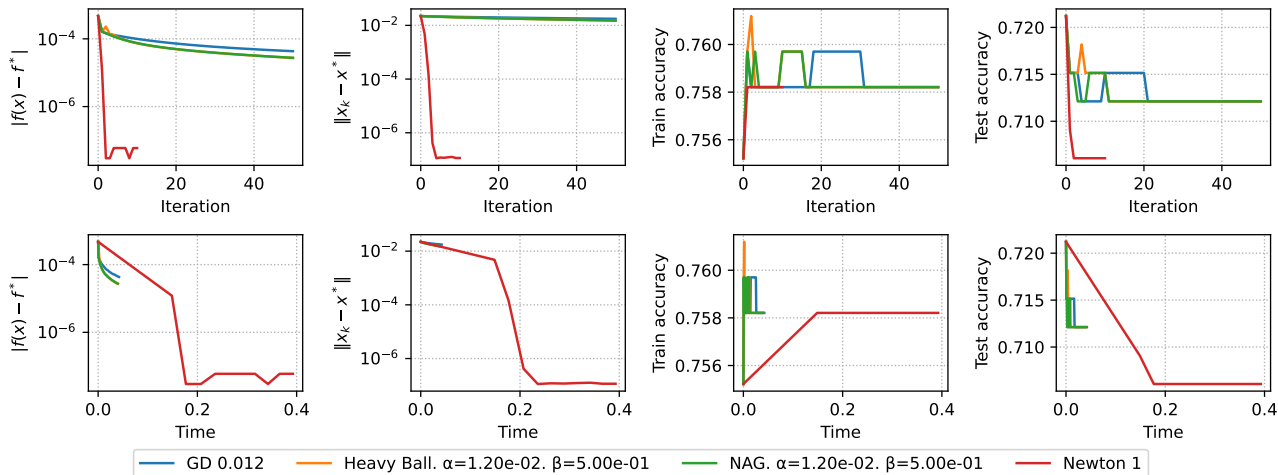 |f(x) − f*|
10⁻⁴
10⁻⁶
0 20 40
Iteration
‖x_k − x*‖
10⁻²
10⁻⁴
10⁻⁶
0 20 40
Iteration
Train accuracy
0.760
0.758
0.756
0 20 40
Iteration
Test accuracy
0.720
0.715
0.710
0 20 40
Iteration
|f(x) − f*|
10⁻⁴
10⁻⁶
0.0 0.2 0.4
Time
‖x_k − x*‖
10⁻²
10⁻⁴
10⁻⁶
0.0 0.2 0.4
Time
Train accuracy
0.760
0.758
0.756
0.0 0.2 0.4
Time
Test accuracy
0.720
0.715
0.710
0.0 0.2 0.4
Time
GD 0.012 Heavy Ball. α=1.20e-02. β=5.00e-01 NAG. α=1.20e-02. β=5.00e-01 Newton 1